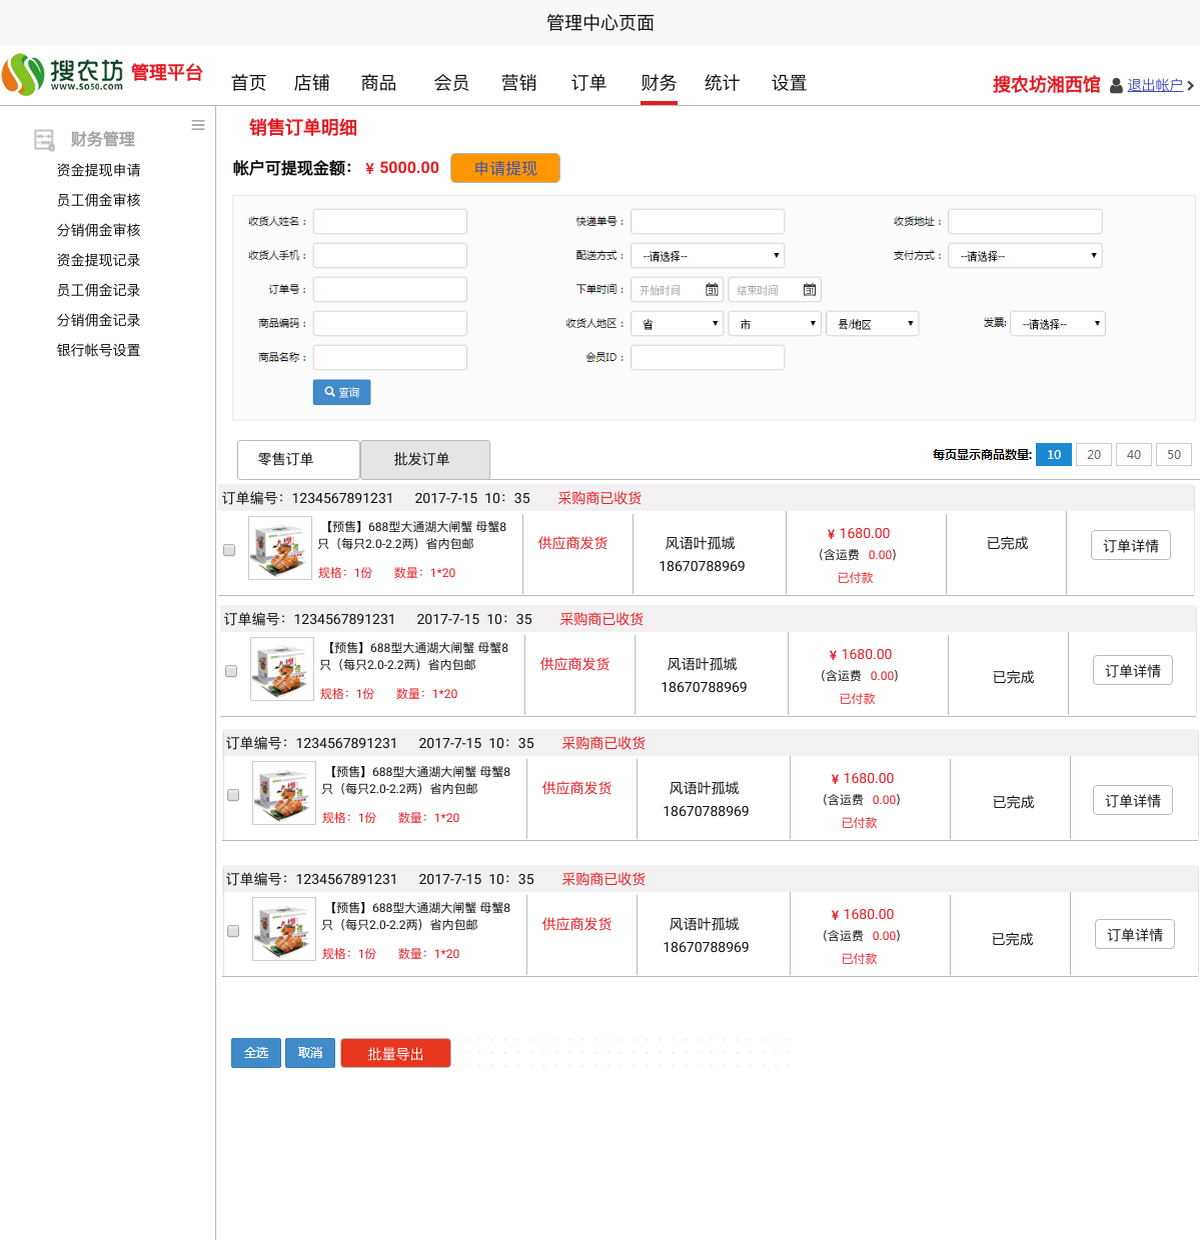 管理中心页面
搜农坊 管理平台
www.so50.com
首页 店铺 商品 会员 营销 订单 财务 统计 设置
搜农坊湘西馆 退出帐户
财务管理
资金提现申请
员工佣金审核
分销佣金审核
资金提现记录
员工佣金记录
分销佣金记录
银行帐号设置
销售订单明细
帐户可提现金额： ¥ 5000.00 申请提现
收货人姓名： 快递单号： 收货地址：
收货人手机： 配送方式： --请选择-- 支付方式： --请选择--
订单号： 下单时间： 开始时间 结束时间
商品编码： 收货人地区： 省 市 县/地区 发票: --请选择--
商品名称： 会员ID：
查询
零售订单 批发订单 每页显示商品数量: 10 20 40 50
订单编号：1234567891231 2017-7-15 10：35 采购商已收货
【预售】688型大通湖大闸蟹 母蟹8
只（每只2.0-2.2两）省内包邮
规格：1份 数量：1*20
供应商发货
风语叶孤城
18670788969
¥ 1680.00
(含运费 0.00)
已付款
已完成
订单详情
订单编号：1234567891231 2017-7-15 10：35 采购商已收货
【预售】688型大通湖大闸蟹 母蟹8
只（每只2.0-2.2两）省内包邮
规格：1份 数量：1*20
供应商发货
风语叶孤城
18670788969
¥ 1680.00
(含运费 0.00)
已付款
已完成
订单详情
订单编号：1234567891231 2017-7-15 10：35 采购商已收货
【预售】688型大通湖大闸蟹 母蟹8
只（每只2.0-2.2两）省内包邮
规格：1份 数量：1*20
供应商发货
风语叶孤城
18670788969
¥ 1680.00
(含运费 0.00)
已付款
已完成
订单详情
订单编号：1234567891231 2017-7-15 10：35 采购商已收货
【预售】688型大通湖大闸蟹 母蟹8
只（每只2.0-2.2两）省内包邮
规格：1份 数量：1*20
供应商发货
风语叶孤城
18670788969
¥ 1680.00
(含运费 0.00)
已付款
已完成
订单详情
全选 取消 批量导出